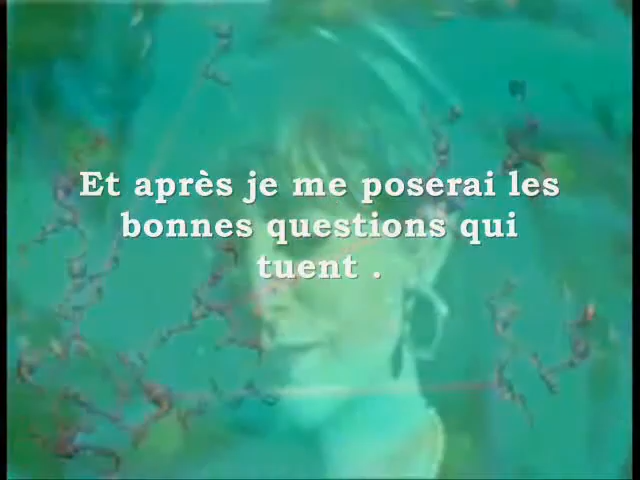 Et après je me poserai les
bonnes questions qui
tuent .